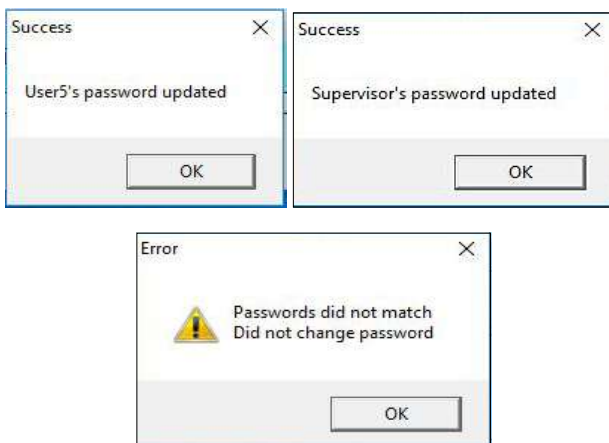 Success
User5's password updated
OK
Success
Supervisor's password updated
OK
Error
Passwords did not match
Did not change password
OK